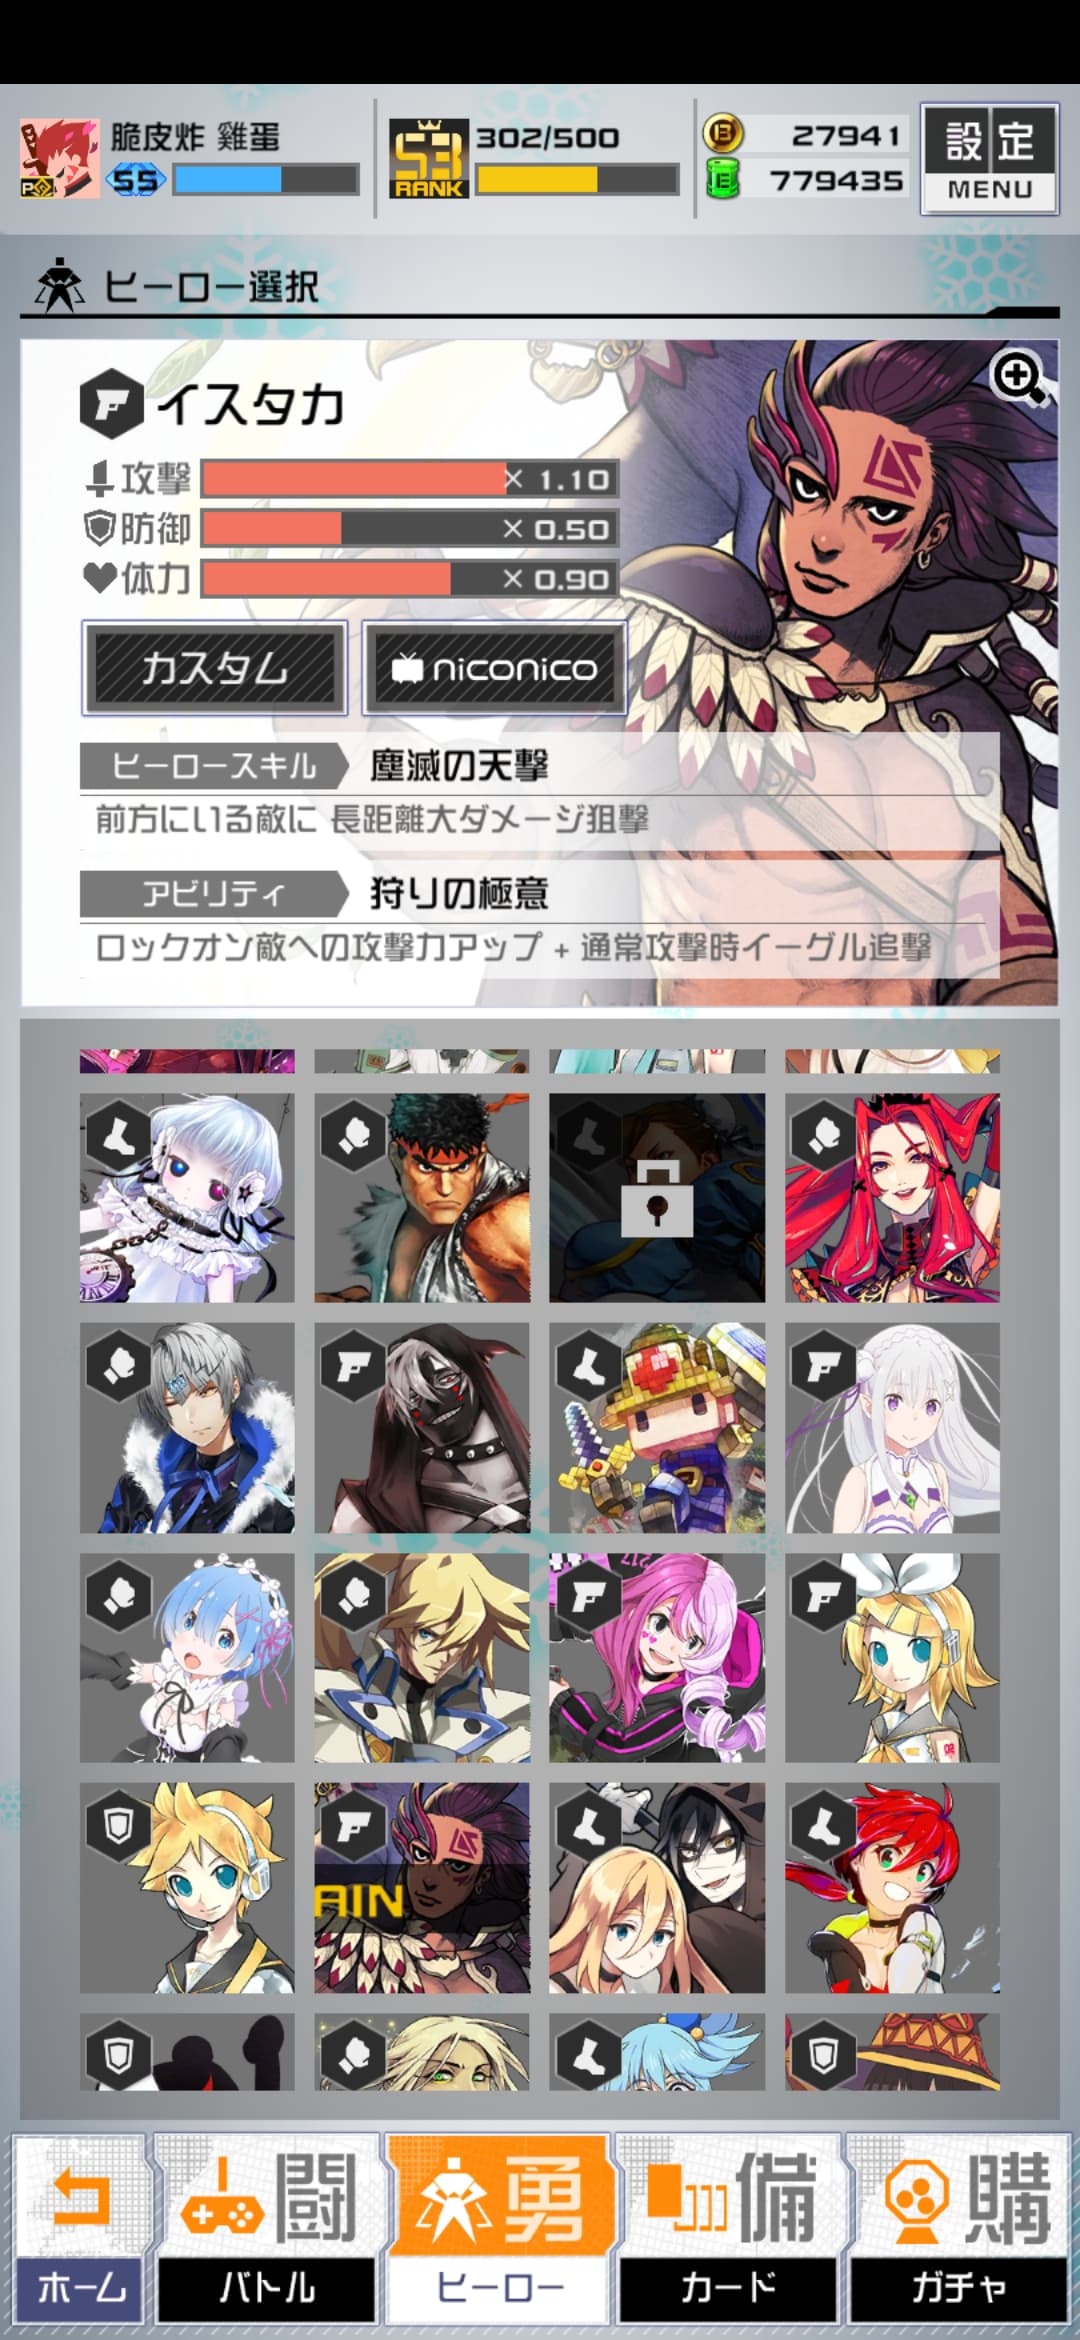 脆皮炸 雞蛋
55
S3
RANK
302/500
27941
779435
設定
MENU
ヒーロー選択
イスタカ
攻撃 × 1.10
防御 × 0.50
体力 × 0.90
カスタム
niconico
ヒーロースキル 塵滅の天撃
前方にいる敵に 長距離大ダメージ狙撃
アビリティ 狩りの極意
ロックオン敵への攻撃力アップ + 通常攻撃時イーグル追撃
AIN
闘
勇
備
購
ホーム
バトル
ヒーロー
カード
ガチャ